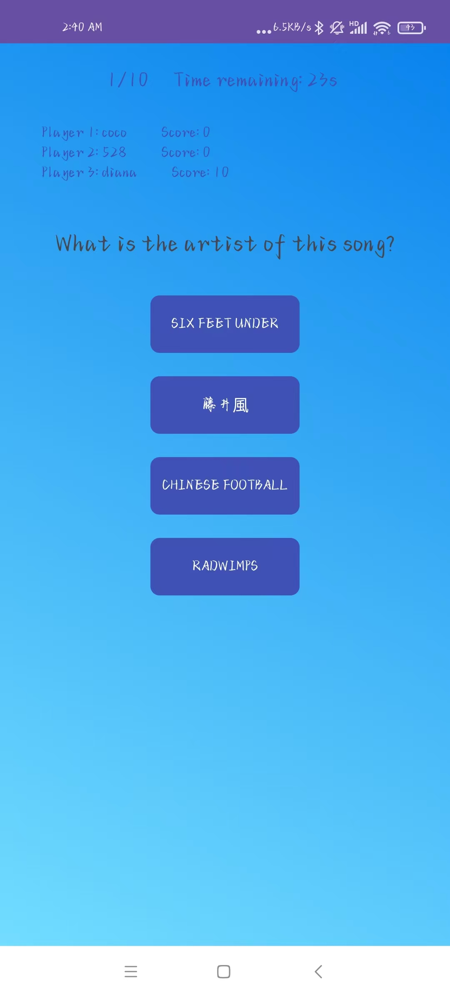 2:40 AM 6.5KB/s HD 6 43
1/10 Time remaining: 23s
Player 1: coco Score: 0
Player 2: 528 Score: 0
Player 3: diana Score: 10
What is the artist of this song?
SIX FEET UNDER
藤井風
CHINESE FOOTBALL
RADWIMPS